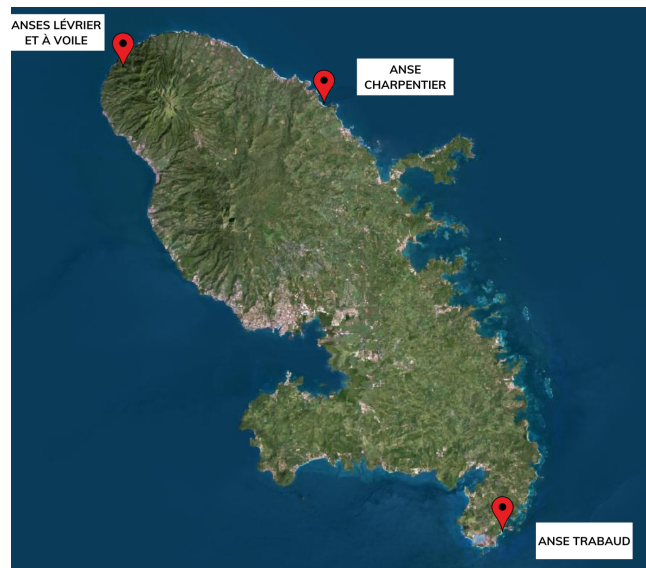 ANSES LÉVRIER
ET À VOILE
ANSE
CHARPENTIER
ANSE TRABAUD